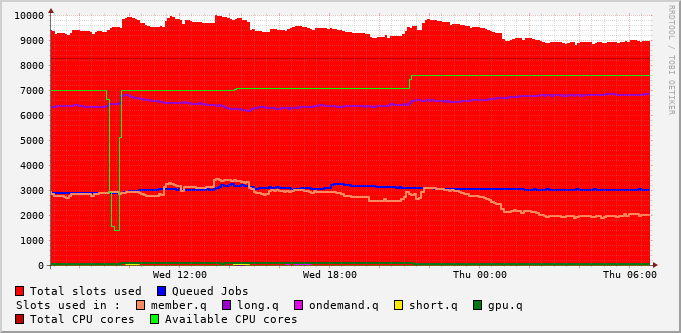 10000
9000
8000
7000
6000
5000
4000
3000
2000
1000
0
Wed 12:00 Wed 18:00 Thu 00:00 Thu 06:00
RRDTOOL / TOBI OETIKER
Total slots used Queued Jobs
Slots used in : member.q long.q ondemand.q short.q gpu.q
Total CPU cores Available CPU cores